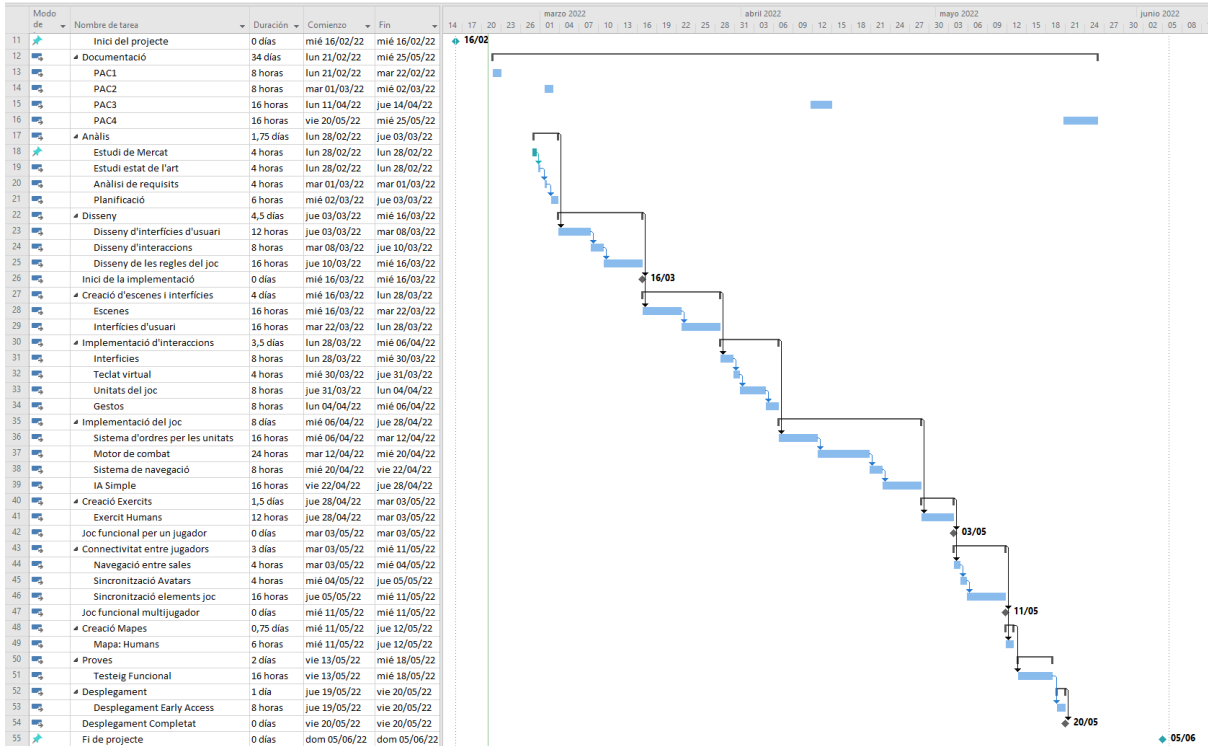 Modo de Nombre de tarea Duración Comienzo Fin
marzo 2022 abril 2022 mayo 2022 junio 2022
14 17 20 23 26 01 04 07 10 13 16 19 22 25 28 31 03 06 09 12 15 18 21 24 27 30 03 06 09 12 15 18 21 24 27 30 02 05 08
11 Inici del projecte 0 días mié 16/02/22 mié 16/02/22 16/02
12 Documentació 34 días lun 21/02/22 mié 25/05/22
13 PAC1 8 horas lun 21/02/22 mar 22/02/22
14 PAC2 8 horas mar 01/03/22 mié 02/03/22
15 PAC3 16 horas lun 11/04/22 jue 14/04/22
16 PAC4 16 horas vie 20/05/22 mié 25/05/22
17 Anàlis 1,75 días lun 28/02/22 jue 03/03/22
18 Estudi de Mercat 4 horas lun 28/02/22 lun 28/02/22
19 Estudi estat de l'art 4 horas lun 28/02/22 lun 28/02/22
20 Anàlisi de requisits 4 horas mar 01/03/22 mar 01/03/22
21 Planificació 6 horas mié 02/03/22 jue 03/03/22
22 Disseny 4,5 días jue 03/03/22 mié 16/03/22
23 Disseny d'interfícies d'usuari 12 horas jue 03/03/22 mar 08/03/22
24 Disseny d'interaccions 8 horas mar 08/03/22 jue 10/03/22
25 Disseny de les regles del joc 16 horas jue 10/03/22 mié 16/03/22
26 Inici de la implementació 0 días mié 16/03/22 mié 16/03/22 16/03
27 Creació d'escenes i interfícies 4 días mié 16/03/22 lun 28/03/22
28 Escenes 16 horas mié 16/03/22 mar 22/03/22
29 Interfícies d'usuari 16 horas mar 22/03/22 lun 28/03/22
30 Implementació d'interaccions 3,5 días lun 28/03/22 mié 06/04/22
31 Interficies 8 horas lun 28/03/22 mié 30/03/22
32 Teclat virtual 4 horas mié 30/03/22 jue 31/03/22
33 Unitats del joc 8 horas jue 31/03/22 lun 04/04/22
34 Gestos 8 horas lun 04/04/22 mié 06/04/22
35 Implementació del joc 8 días mié 06/04/22 jue 28/04/22
36 Sistema d'ordres per les unitats 16 horas mié 06/04/22 mar 12/04/22
37 Motor de combat 24 horas mar 12/04/22 mié 20/04/22
38 Sistema de navegació 8 horas mié 20/04/22 vie 22/04/22
39 IA Simple 16 horas vie 22/04/22 jue 28/04/22
40 Creació Exercits 1,5 días jue 28/04/22 mar 03/05/22
41 Exercit Humans 12 horas jue 28/04/22 mar 03/05/22
42 Joc funcional per un jugador 0 días mar 03/05/22 mar 03/05/22 03/05
43 Connectivitat entre jugadors 3 días mar 03/05/22 mié 11/05/22
44 Navegació entre sales 4 horas mar 03/05/22 mié 04/05/22
45 Sincronització Avatars 4 horas mié 04/05/22 jue 05/05/22
46 Sincronització elements joc 16 horas jue 05/05/22 mié 11/05/22
47 Joc funcional multijugador 0 días mié 11/05/22 mié 11/05/22 11/05
48 Creació Mapes 0,75 días mié 11/05/22 jue 12/05/22
49 Mapa: Humans 6 horas mié 11/05/22 jue 12/05/22
50 Proves 2 días vie 13/05/22 mié 18/05/22
51 Testeig Funcional 16 horas vie 13/05/22 mié 18/05/22
52 Desplegament 1 día jue 19/05/22 vie 20/05/22
53 Desplegament Early Access 8 horas jue 19/05/22 vie 20/05/22
54 Desplegament Completat 0 días vie 20/05/22 vie 20/05/22 20/05
55 Fi de projecte 0 días dom 05/06/22 dom 05/06/22 05/06